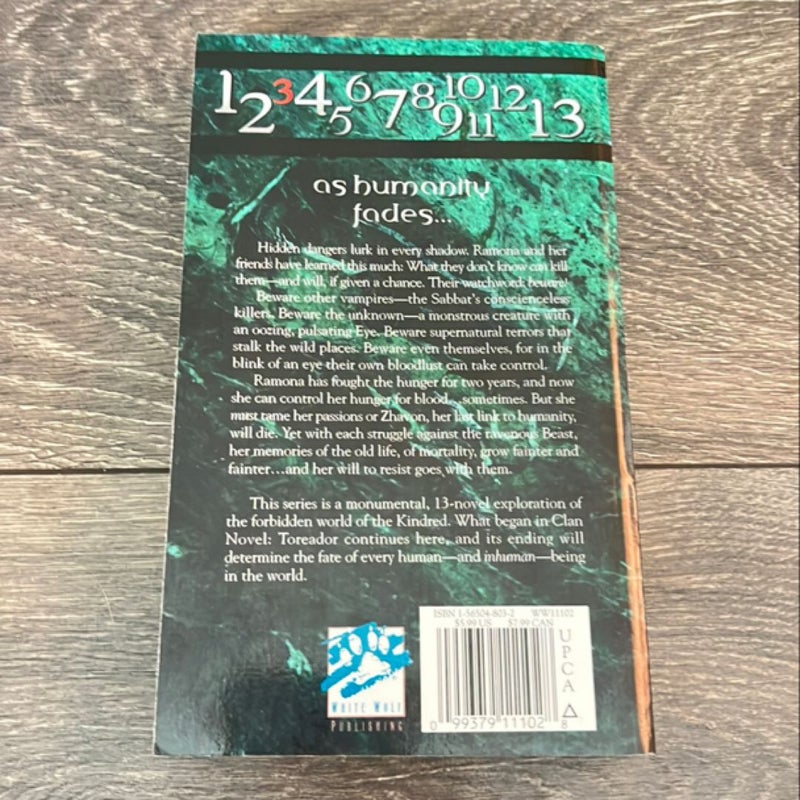 1 2 3 4 5 6 7 8 9 10 11 12 13
as humanity
fades...
Hidden dangers lurk in every shadow. Ramona and her
friends have learned this much: What they don't know can kill
them—and will, if given a chance. Their watchword: beware!
Beware other vampires—the Sabbat's conscienceless
killers. Beware the unknown—a monstrous creature with
an oozing, pulsating Eye. Beware supernatural terrors that
stalk the wild places. Beware even themselves, for in the
blink of an eye their own bloodlust can take control.
Ramona has fought the hunger for two years, and now
she can control her hunger for blood...sometimes. But she
must tame her passions or Zhavon, her last link to humanity,
will die. Yet with each struggle against the ravenous Beast,
her memories of the old life, of mortality, grow fainter and
fainter...and her will to resist goes with them.
This series is a monumental, 13-novel exploration of
the forbidden world of the Kindred. What began in Clan
Novel: Toreador continues here, and its ending will
determine the fate of every human—and inhuman—being
in the world.
ISBN 1-56504-803-2 WW11102
$5.99 US $7.99 CAN
UPCA
0 99379 11102 8
White Wolf
Publishing